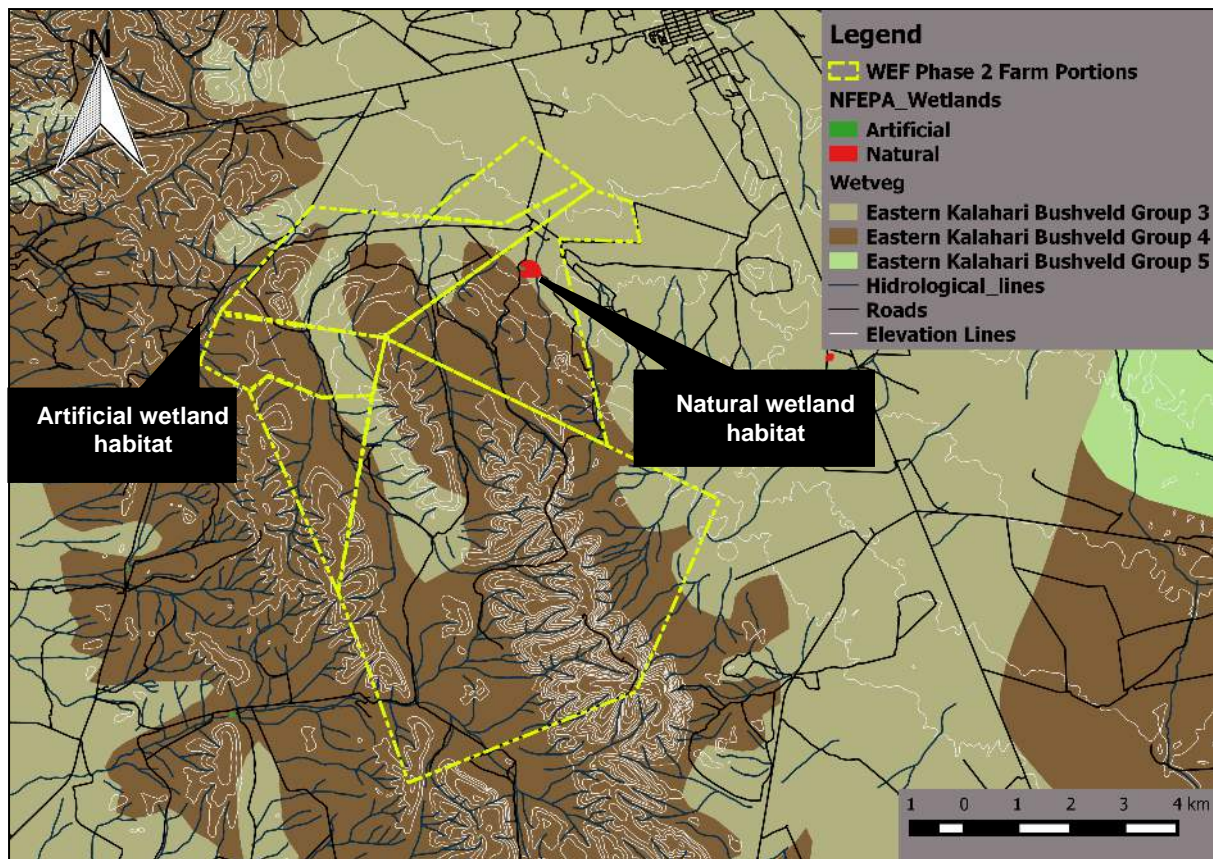 N
Legend
WEF Phase 2 Farm Portions
NFEPA_Wetlands
Artificial
Natural
Wetveg
Eastern Kalahari Bushveld Group 3
Eastern Kalahari Bushveld Group 4
Eastern Kalahari Bushveld Group 5
Hidrological_lines
Roads
Elevation Lines
Artificial wetland
habitat
Natural wetland
habitat
1 0 1 2 3 4 km